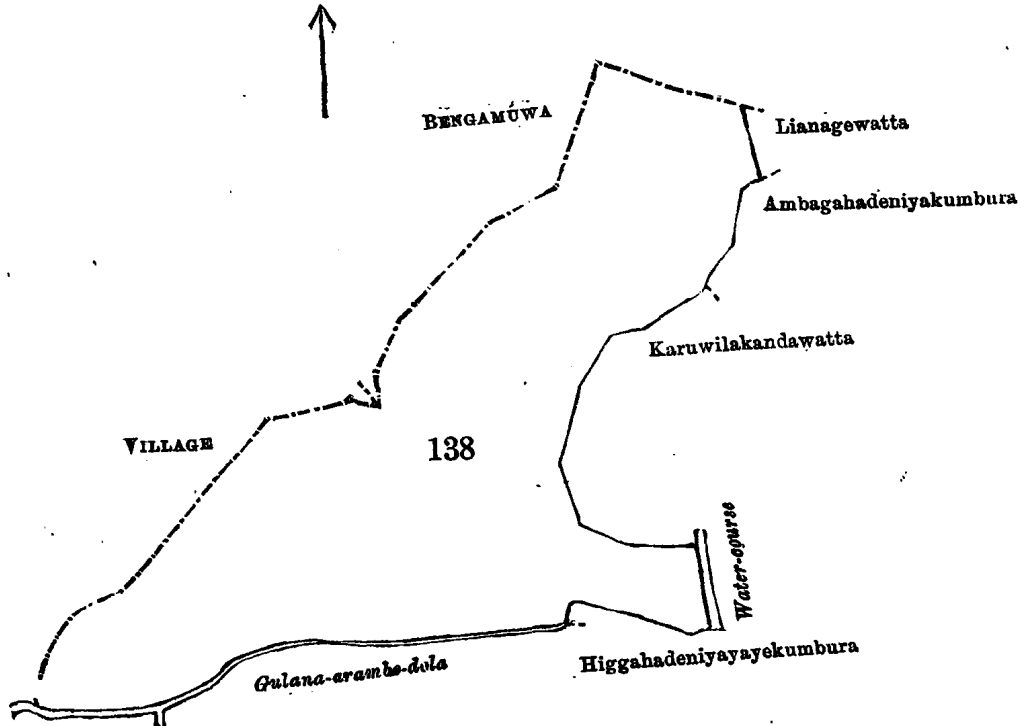 BENGAMUWA
Lianagewatta
Ambagahadeniyakumbura
Karuwilakandawatta
VILLAGE
138
Water-course
Higgahadeniyayayekumbura
Gulana-arambe-dola